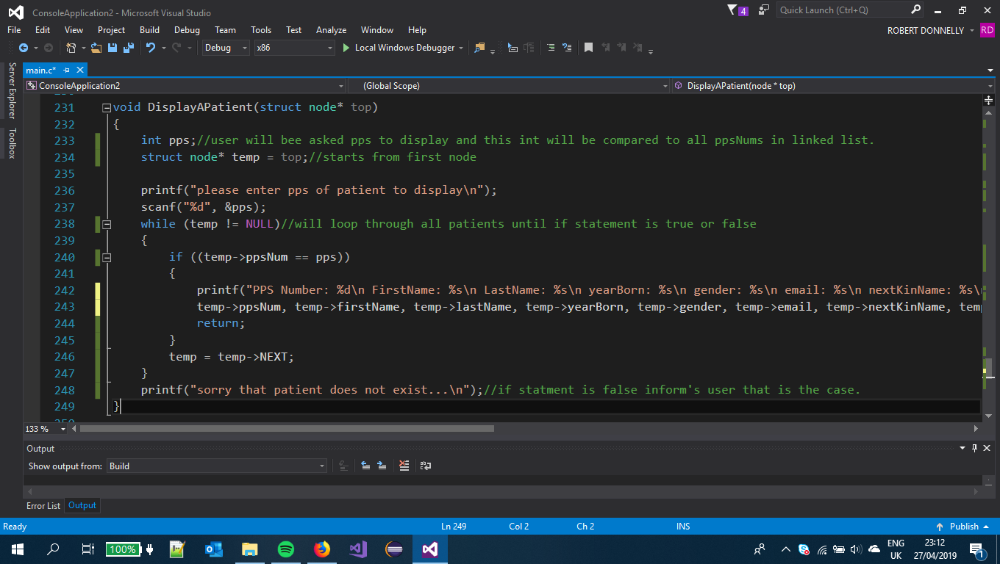 ConsoleApplication2 - Microsoft Visual Studio
4
Quick Launch (Ctrl+Q)
File Edit View Project Build Debug Team Tools Test Analyze Window Help
ROBERT DONNELLY RD
Debug x86 Local Windows Debugger
Server Explorer
Toolbox
main.c*
ConsoleApplication2 (Global Scope) DisplayAPatient(node * top)
231 void DisplayAPatient(struct node* top)
232 {
233 int pps;//user will bee asked pps to display and this int will be compared to all ppsNums in linked list.
234 struct node* temp = top;//starts from first node
235
236 printf("please enter pps of patient to display\n");
237 scanf("%d", &pps);
238 while (temp != NULL)//will loop through all patients until if statement is true or false
239 {
240 if ((temp->ppsNum == pps))
241 {
242 printf("PPS Number: %d\n FirstName: %s\n LastName: %s\n yearBorn: %s\n gender: %s\n email: %s\n nextKinName: %s\
243 temp->ppsNum, temp->firstName, temp->lastName, temp->yearBorn, temp->gender, temp->email, temp->nextKinName, tem
244 return;
245 }
246 temp = temp->NEXT;
247 }
248 printf("sorry that patient does not exist...\n");//if statment is false inform's user that is the case.
249 }
133 %
Output
Show output from: Build
Error List Output
Ready Ln 249 Col 2 Ch 2 INS Publish
100%
ENG
UK
23:12
27/04/2019
1